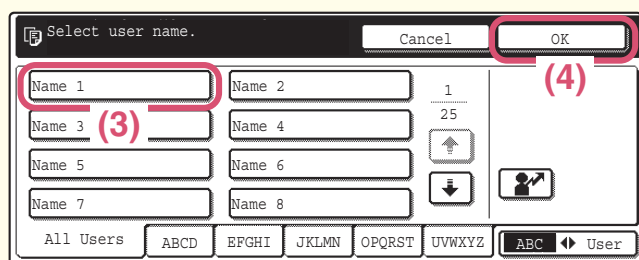 Select user name.
Cancel
OK
(4)
Name 1
Name 2
1
25
(3)
Name 3
Name 4
Name 5
Name 6
Name 7
Name 8
All Users
ABCD
EFGHI
JKLMN
OPQRST
UVWXYZ
ABC
User